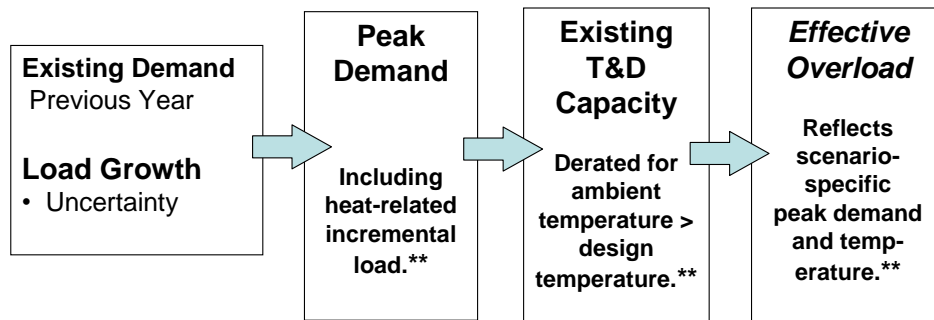 Existing Demand
Previous Year
Load Growth
• Uncertainty
Peak
Demand
Including
heat-related
incremental
load.**
Existing
T&D
Capacity
Derated for
ambient
temperature >
design
temperature.**
Effective
Overload
Reflects
scenario-
specific
peak demand
and temp-
erature.**